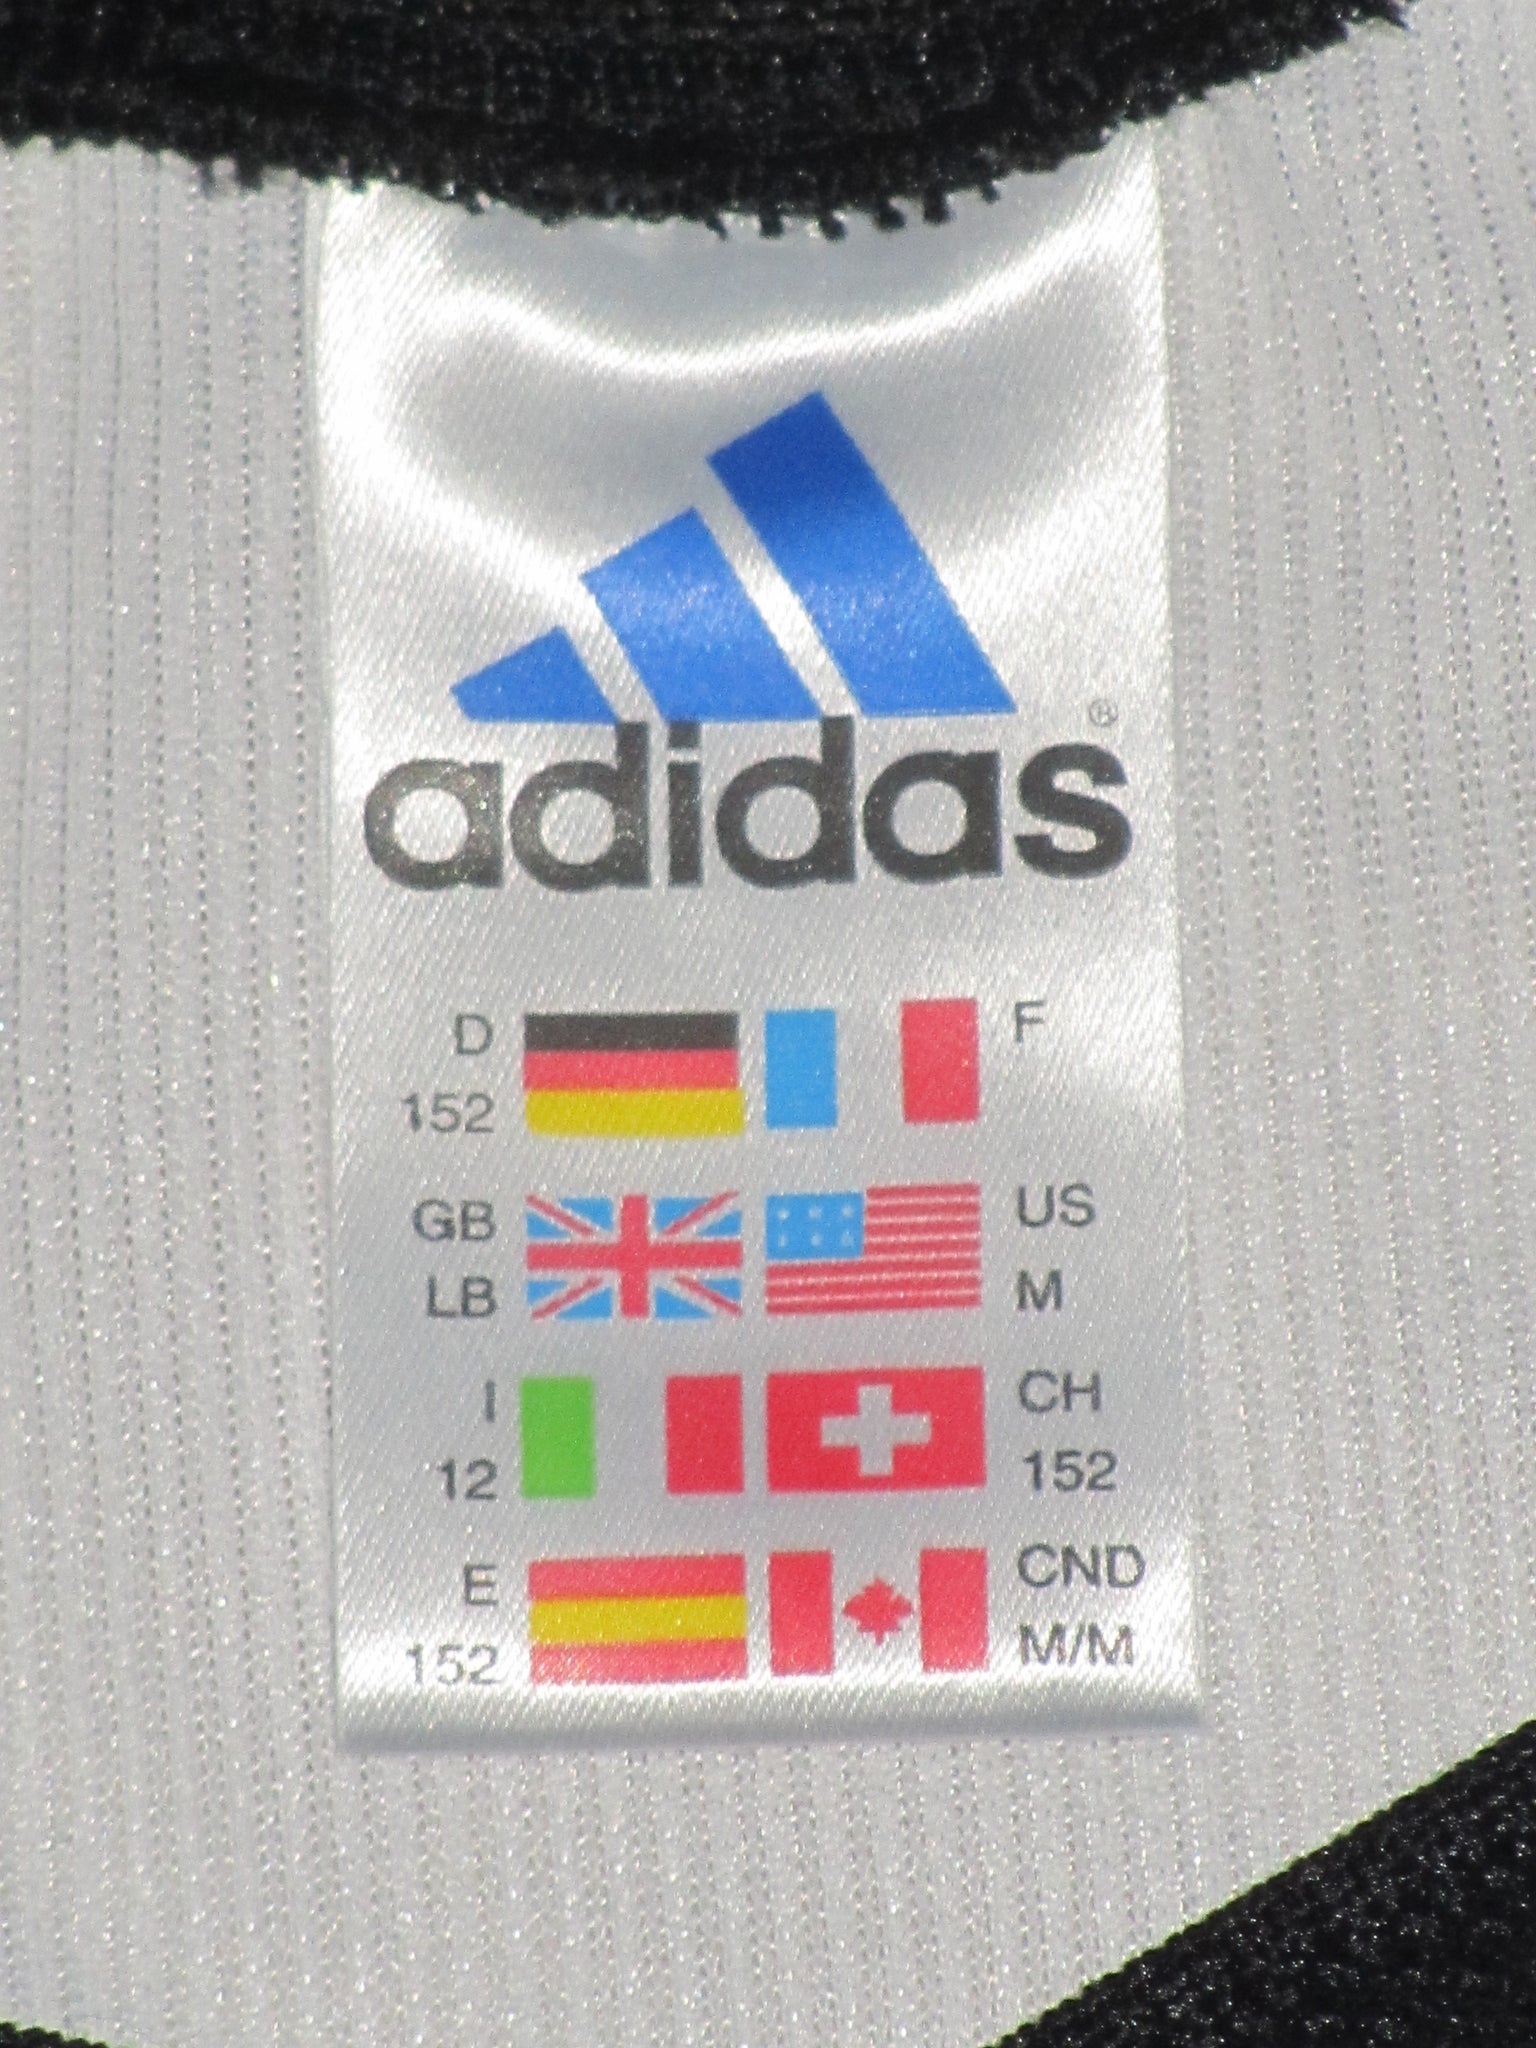 adidas®
D F
152
GB US
LB M
I CH
12 152
E CND
152 M/M